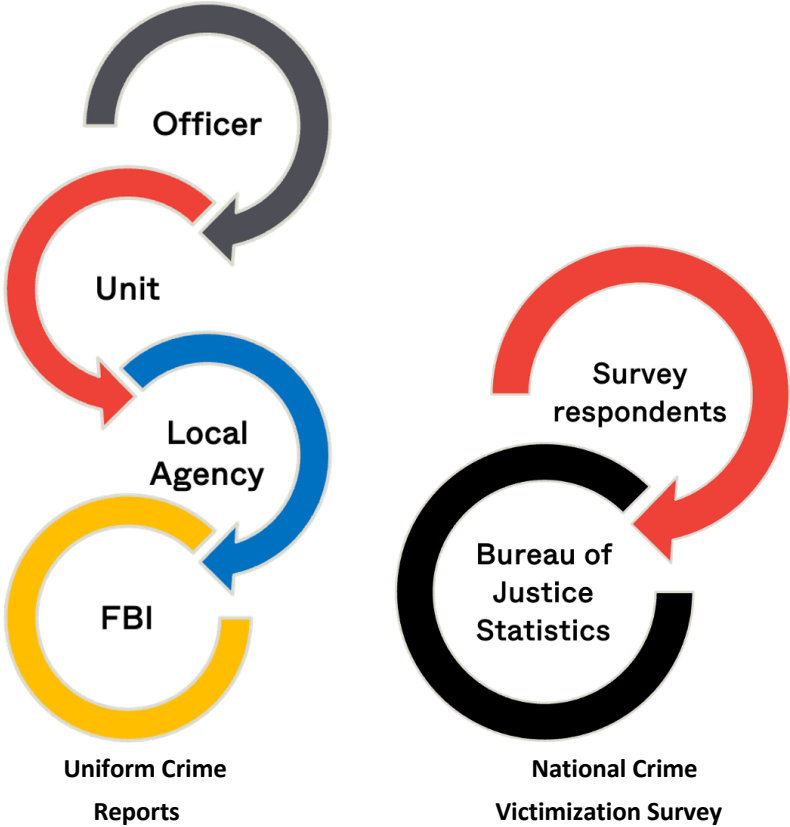 Officer
Unit
Local
Agency
FBI
Uniform Crime
Reports
Survey
respondents
Bureau of
Justice
Statistics
National Crime
Victimization Survey